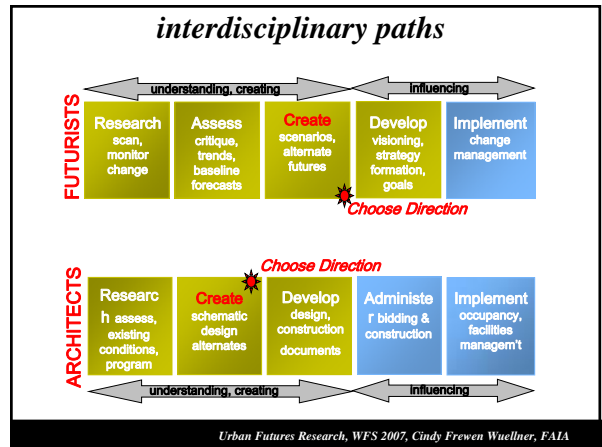 interdisciplinary paths
understanding, creating
influencing
FUTURISTS
Research
scan,
monitor
change
Assess
critique,
trends,
baseline
forecasts
Create
scenarios,
alternate
futures
Develop
visioning,
strategy
formation,
goals
Implement
change
management
Choose Direction
Choose Direction
ARCHITECTS
Researc
h assess,
existing
conditions,
program
Create
schematic
design
alternates
Develop
design,
construction
documents
Administe
r bidding &
construction
Implement
occupancy,
facilities
managem't
understanding, creating
influencing
Urban Futures Research, WFS 2007, Cindy Frewen Wuellner, FAIA